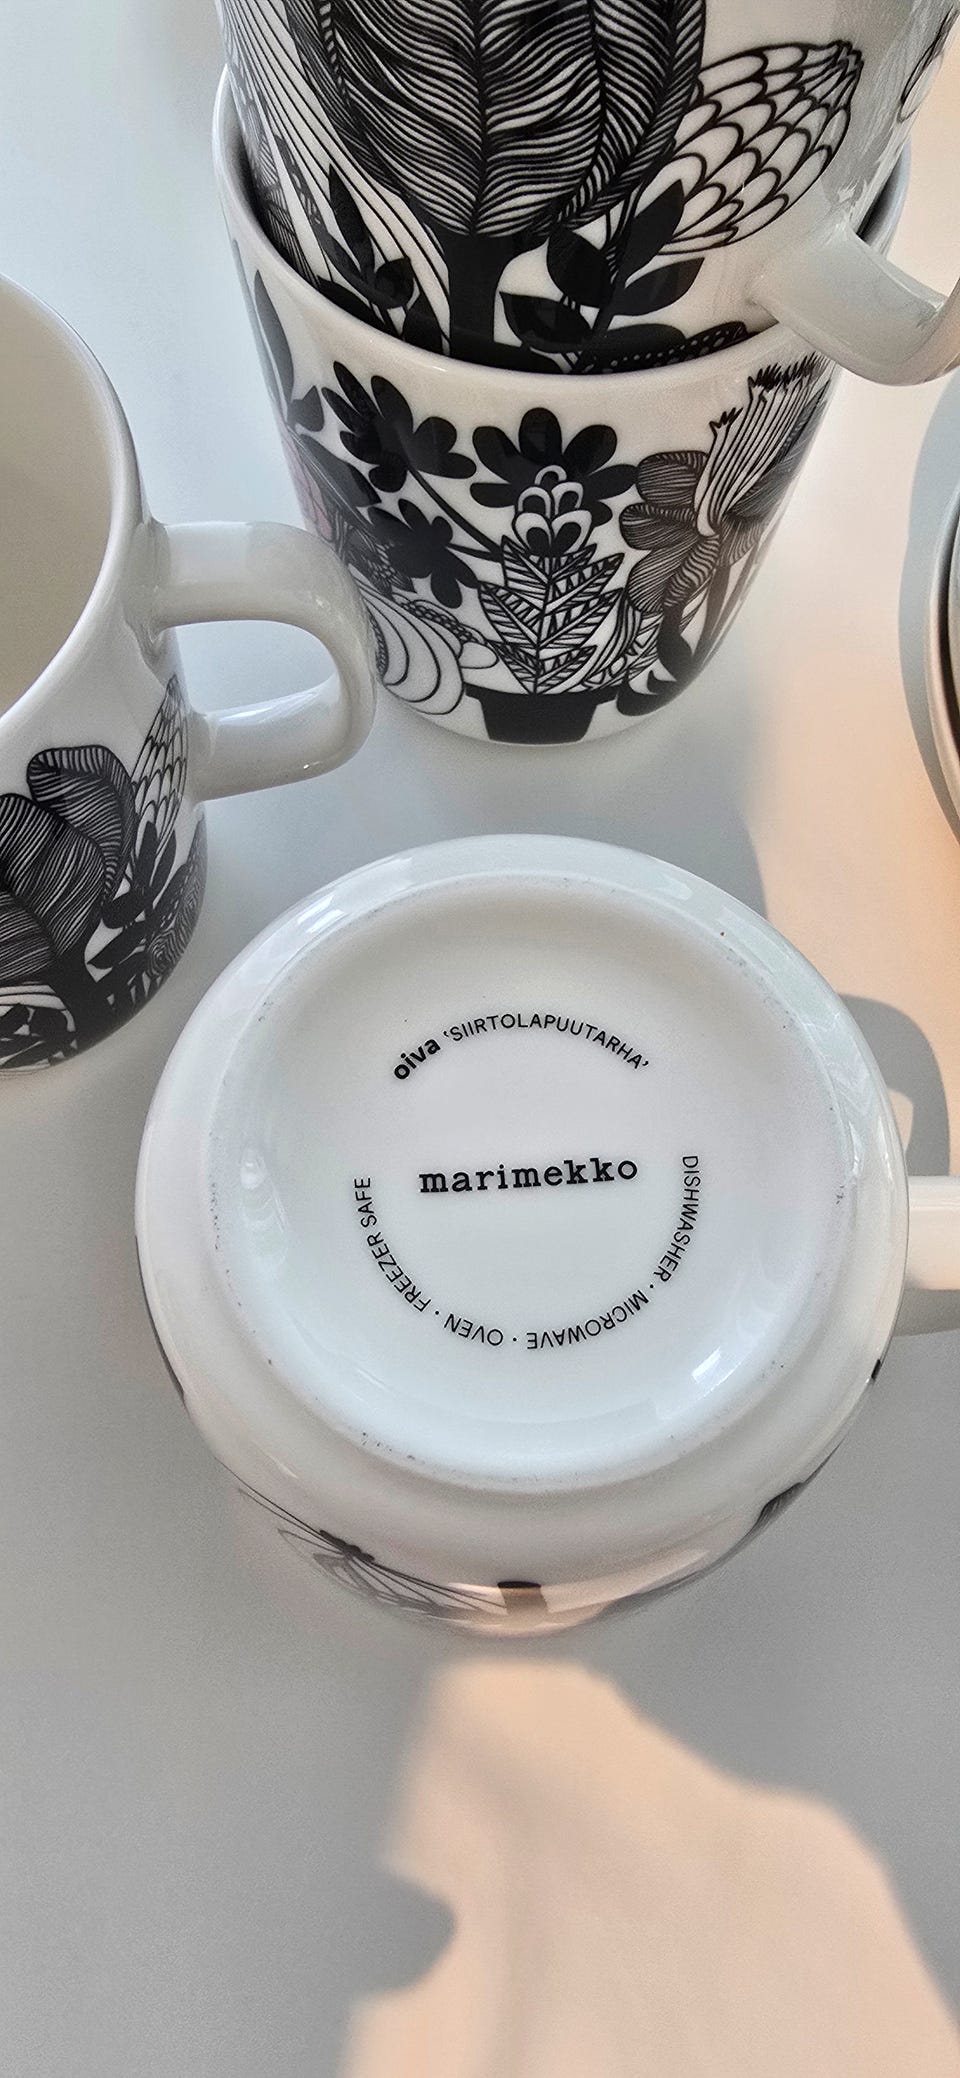 oiva ‘SIIRTOLAPUUTARHA’
marimekko
DISHWASHER · MICROWAVE · OVEN · FREEZER SAFE